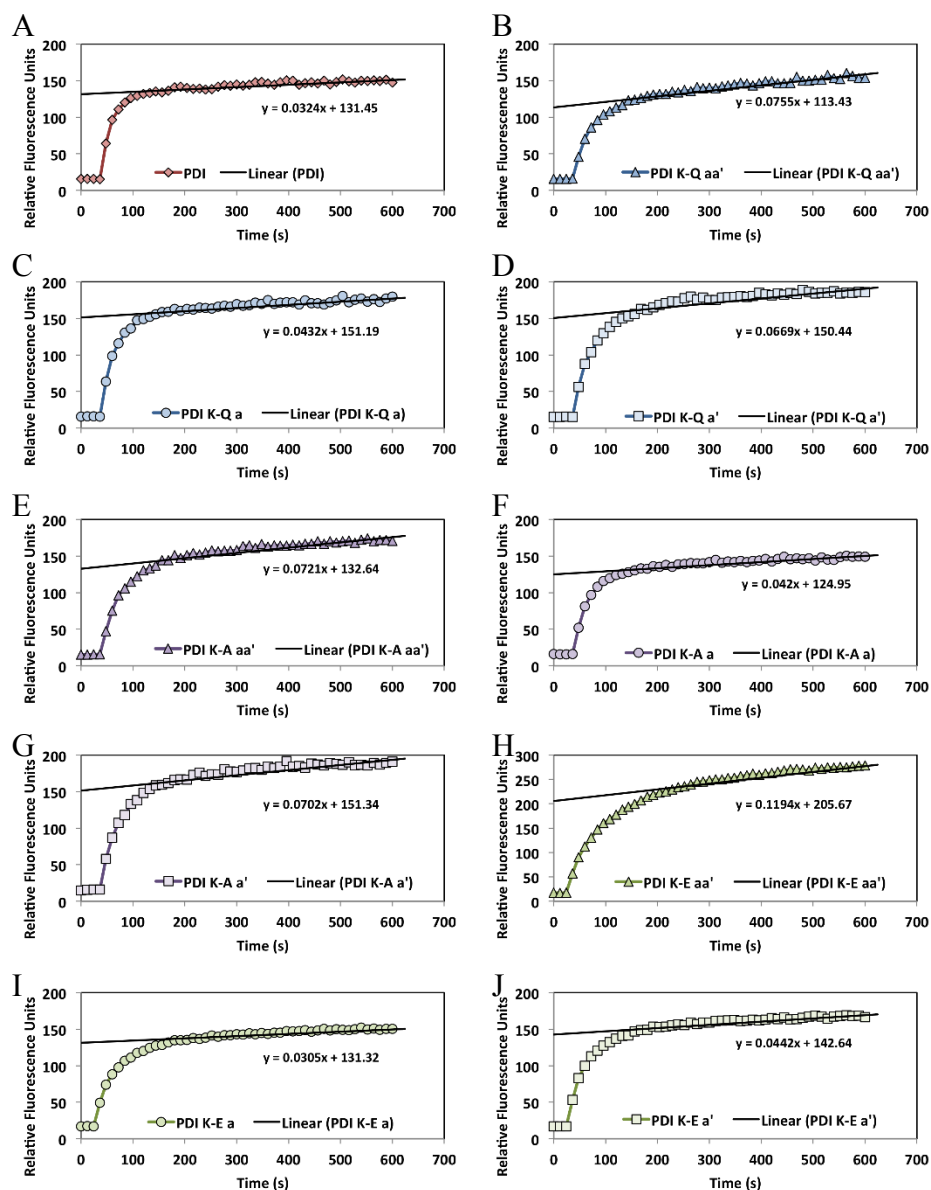 A
Relative Fluorescence Units
200
150
100
50
0
y = 0.0324x + 131.45
PDI Linear (PDI)
0 100 200 300 400 500 600 700
Time (s)
B
Relative Fluorescence Units
200
150
100
50
0
y = 0.0755x + 113.43
PDI K-Q aa' Linear (PDI K-Q aa')
0 100 200 300 400 500 600 700
Time (s)
C
Relative Fluorescence Units
200
150
100
50
0
y = 0.0432x + 151.19
PDI K-Q a Linear (PDI K-Q a)
0 100 200 300 400 500 600 700
Time (s)
D
Relative Fluorescence Units
200
150
100
50
0
y = 0.0669x + 150.44
PDI K-Q a' Linear (PDI K-Q a')
0 100 200 300 400 500 600 700
Time (s)
E
Relative Fluorescence Units
200
150
100
50
0
y = 0.0721x + 132.64
PDI K-A aa' Linear (PDI K-A aa')
0 100 200 300 400 500 600 700
Time (s)
F
Relative Fluorescence Units
200
150
100
50
0
y = 0.042x + 124.95
PDI K-A a Linear (PDI K-A a)
0 100 200 300 400 500 600 700
Time (s)
G
Relative Fluorescence Units
200
150
100
50
0
y = 0.0702x + 151.34
PDI K-A a' Linear (PDI K-A a')
0 100 200 300 400 500 600 700
Time (s)
H
Relative Fluorescence Units
300
250
200
150
100
50
0
y = 0.1194x + 205.67
PDI K-E aa' Linear (PDI K-E aa')
0 100 200 300 400 500 600 700
Time (s)
I
Relative Fluorescence Units
200
150
100
50
0
y = 0.0305x + 131.32
PDI K-E a Linear (PDI K-E a)
0 100 200 300 400 500 600 700
Time (s)
J
Relative Fluorescence Units
200
150
100
50
0
y = 0.0442x + 142.64
PDI K-E a' Linear (PDI K-E a')
0 100 200 300 400 500 600 700
Time (s)